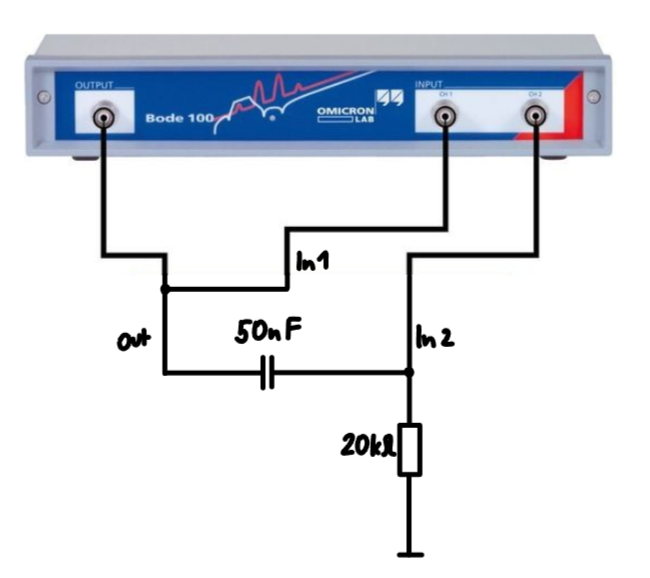 OUTPUT
INPUT
CH 1
CH 2
Bode 100
OMICRON
LAB
In1
Out
50nF
In2
20kΩ